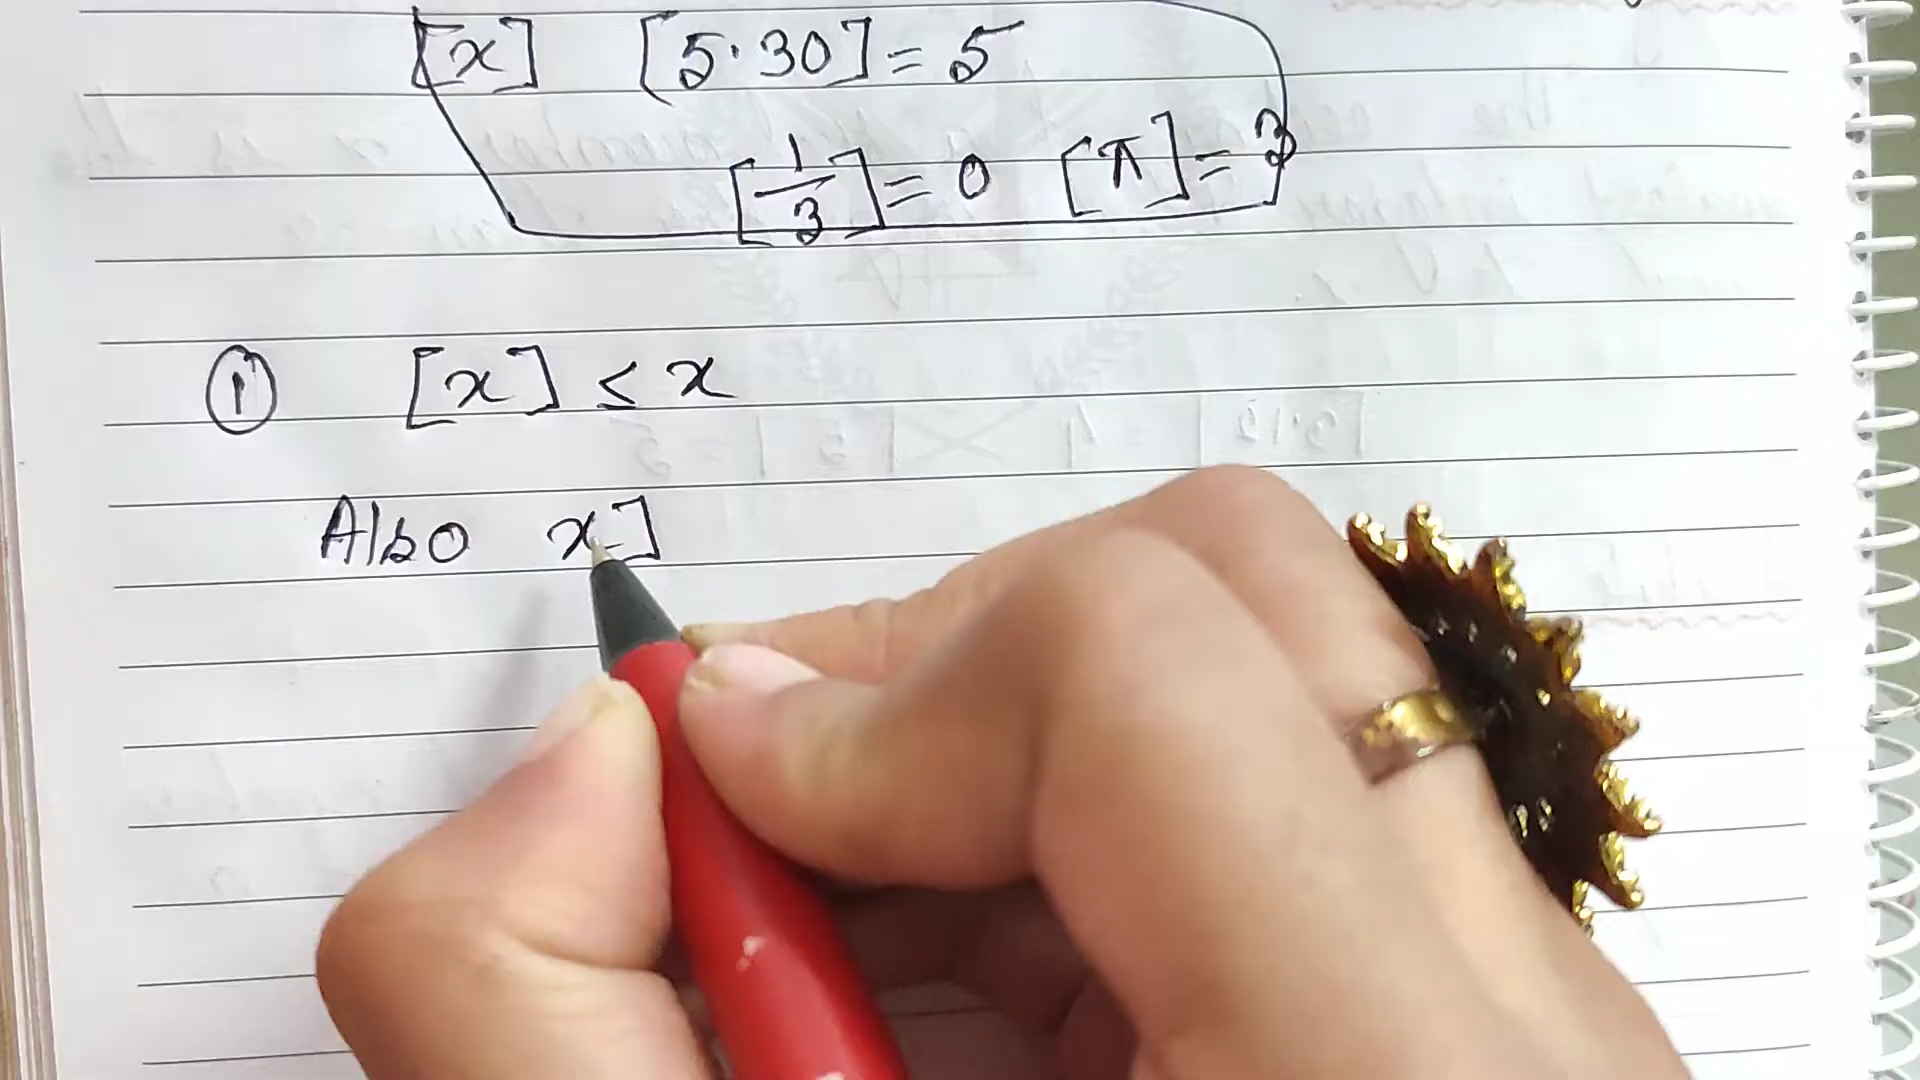 [x] [5·30] = 5
[1/3] = 0 [π] = 3
① [x] ≤ x
Also x]